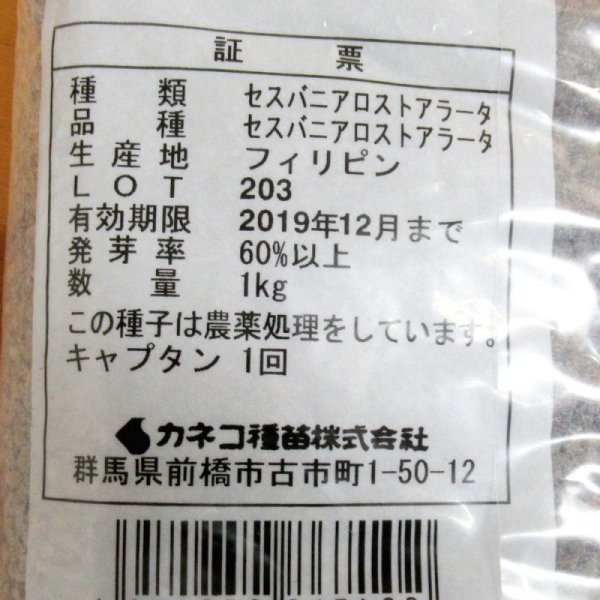 証票
種類 セスバニアロストアラータ
品種 セスバニアロストアラータ
生産地 フィリピン
LOT 203
有効期限 2019年12月まで
発芽率 60%以上
数量 1kg
この種子は農薬処理をしています。
キャプタン 1回
カネコ種苗株式会社
群馬県前橋市古市町1-50-12